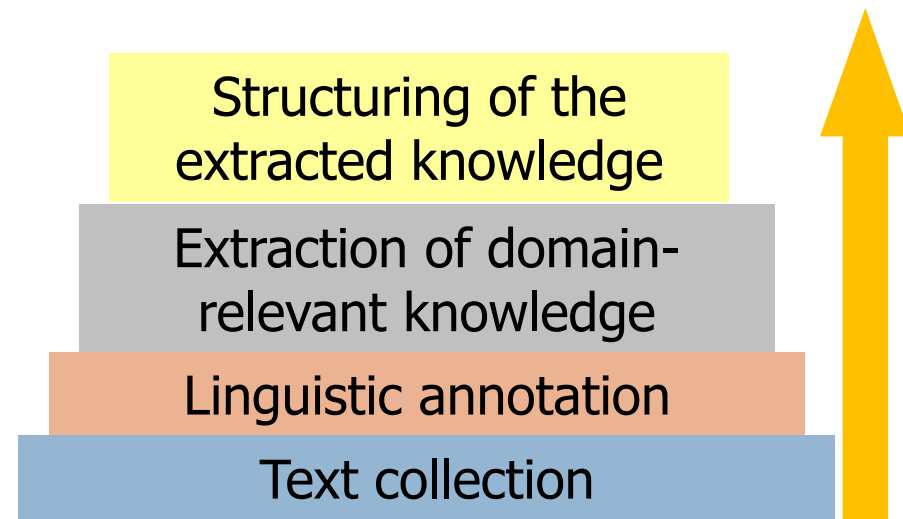 Structuring of the
extracted knowledge
Extraction of domain-
relevant knowledge
Linguistic annotation
Text collection